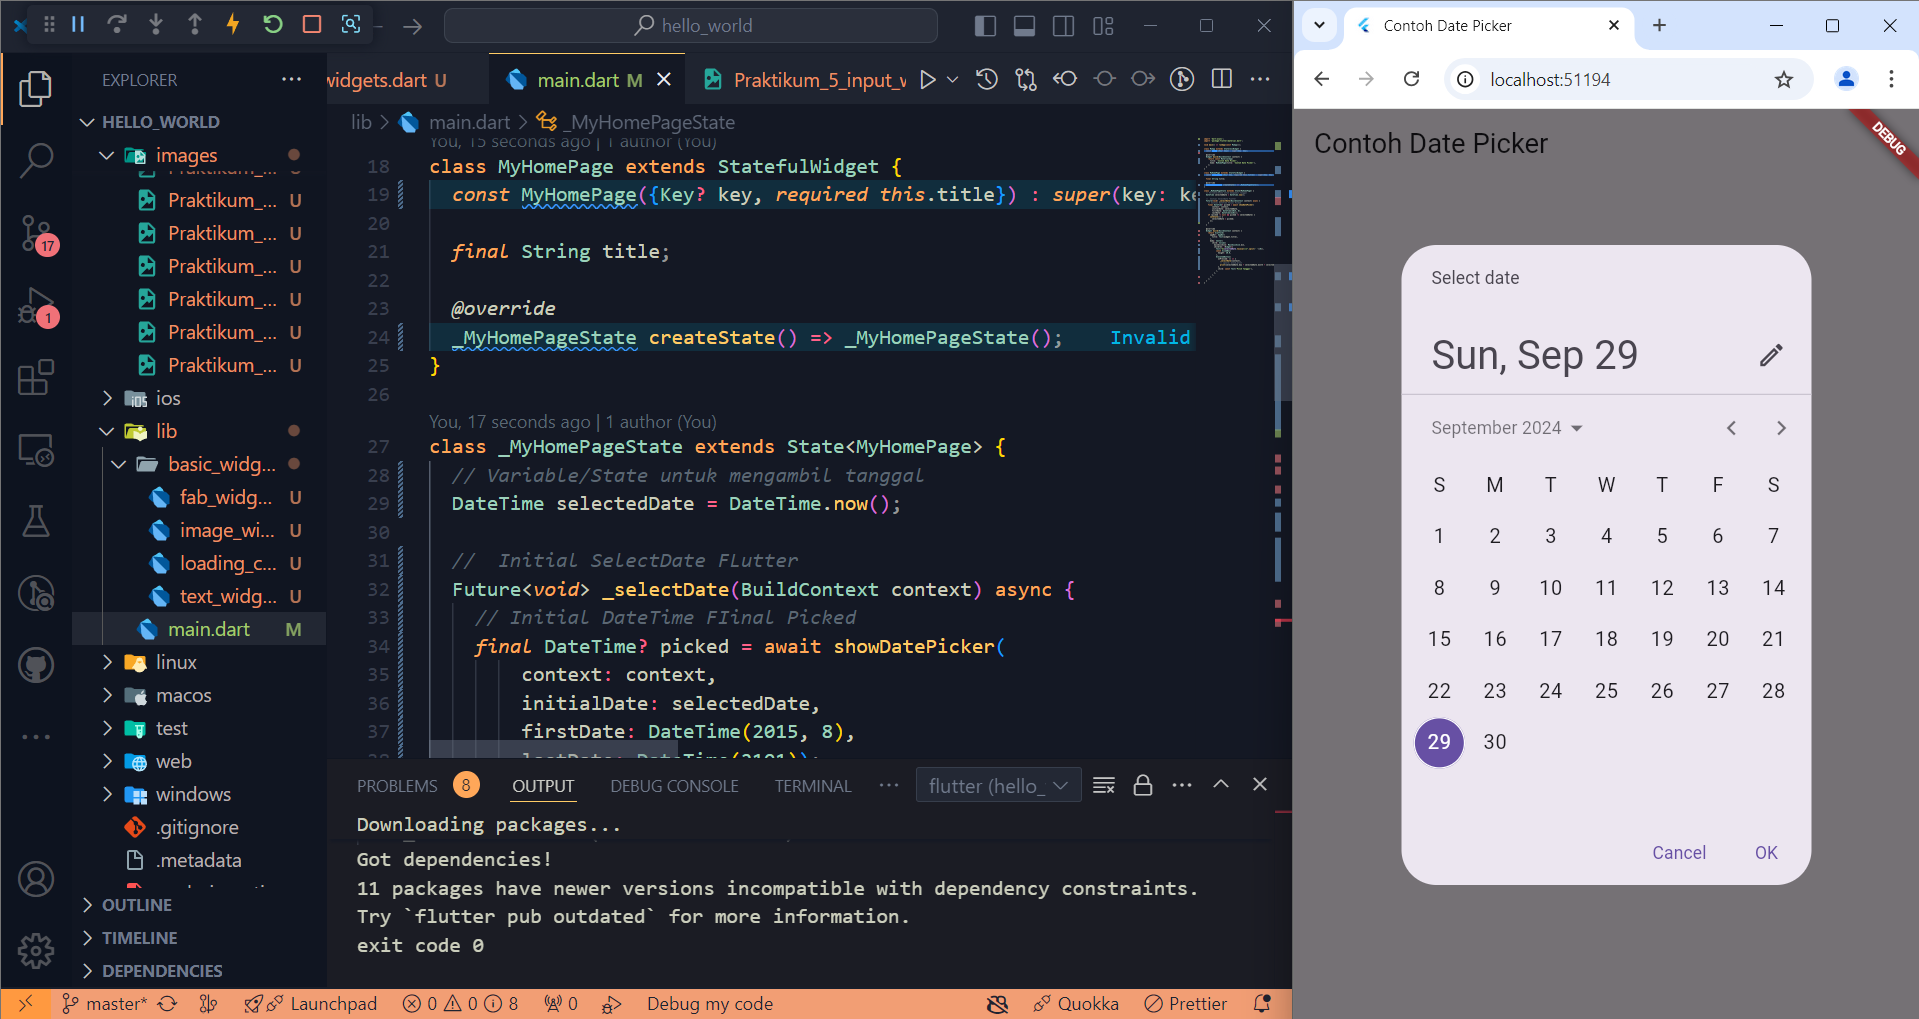 hello_world
EXPLORER
HELLO_WORLD
images
Praktikum_... U
Praktikum_... U
Praktikum_... U
Praktikum_... U
Praktikum_... U
Praktikum_... U
ios
lib
basic_widg...
fab_widg... U
image_wi... U
loading_c... U
text_widg... U
main.dart M
linux
macos
test
web
windows
.gitignore
.metadata
OUTLINE
TIMELINE
DEPENDENCIES
17
1
widgets.dart U
main.dart M
Praktikum_5_input_v
lib > main.dart > _MyHomePageState
You, 15 seconds ago | 1 author (You)
18 class MyHomePage extends StatefulWidget {
19 const MyHomePage({Key? key, required this.title}) : super(key: ke
20
21 final String title;
22
23 @override
24 _MyHomePageState createState() => _MyHomePageState(); Invalid
25 }
26
You, 17 seconds ago | 1 author (You)
27 class _MyHomePageState extends State<MyHomePage> {
28 // Variable/State untuk mengambil tanggal
29 DateTime selectedDate = DateTime.now();
30
31 //  Initial SelectDate FLutter
32 Future<void> _selectDate(BuildContext context) async {
33 // Initial DateTime FIinal Picked
34 final DateTime? picked = await showDatePicker(
35 context: context,
36 initialDate: selectedDate,
37 firstDate: DateTime(2015, 8),
38 lastDate: DateTime(2101));
PROBLEMS 8 OUTPUT DEBUG CONSOLE TERMINAL ··· flutter (hello_
Downloading packages...
Got dependencies!
11 packages have newer versions incompatible with dependency constraints.
Try `flutter pub outdated` for more information.
exit code 0
master* Launchpad 0 0 8 0 Debug my code Quokka Prettier
Contoh Date Picker
localhost:51194
DEBUG
Contoh Date Picker
Select date
Sun, Sep 29
September 2024
S M T W T F S
1 2 3 4 5 6 7
8 9 10 11 12 13 14
15 16 17 18 19 20 21
22 23 24 25 26 27 28
29 30
Cancel OK